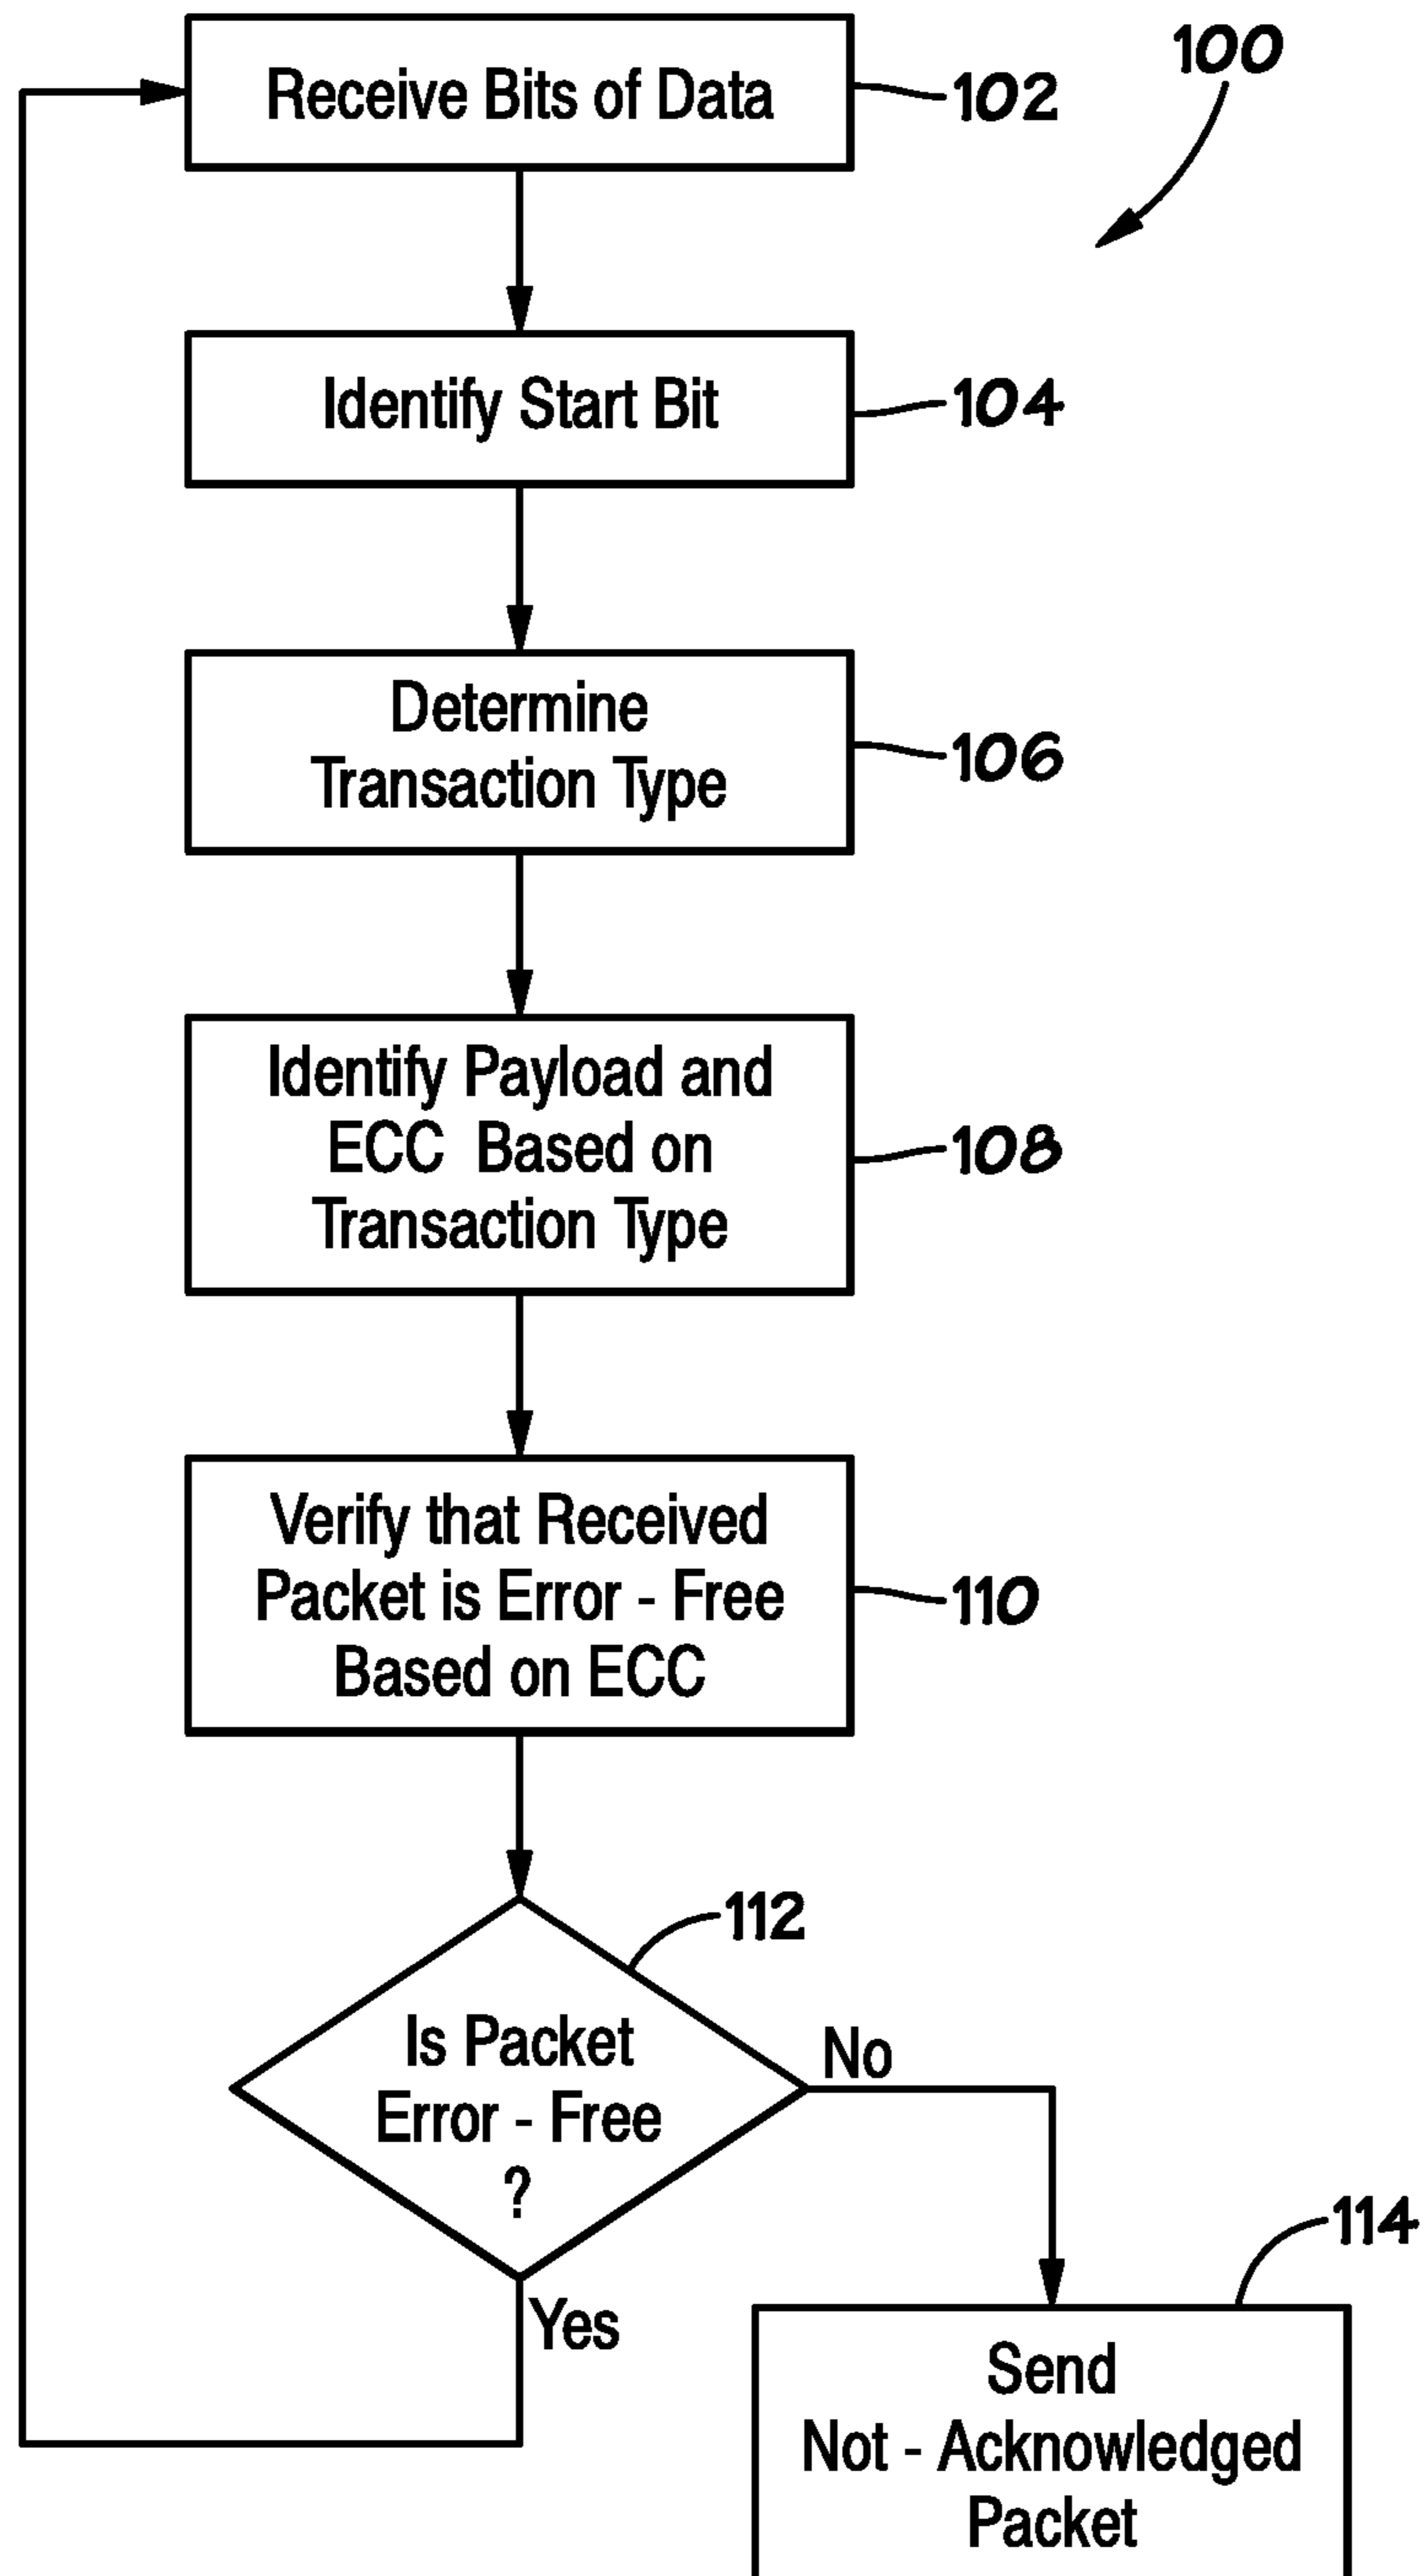 100
Receive Bits of Data
102
Identify Start Bit
104
Determine
Transaction Type
106
Identify Payload and
ECC Based on
Transaction Type
108
Verify that Received
Packet is Error - Free
Based on ECC
110
112
Is Packet
Error - Free
?
No
Yes
114
Send
Not - Acknowledged
Packet